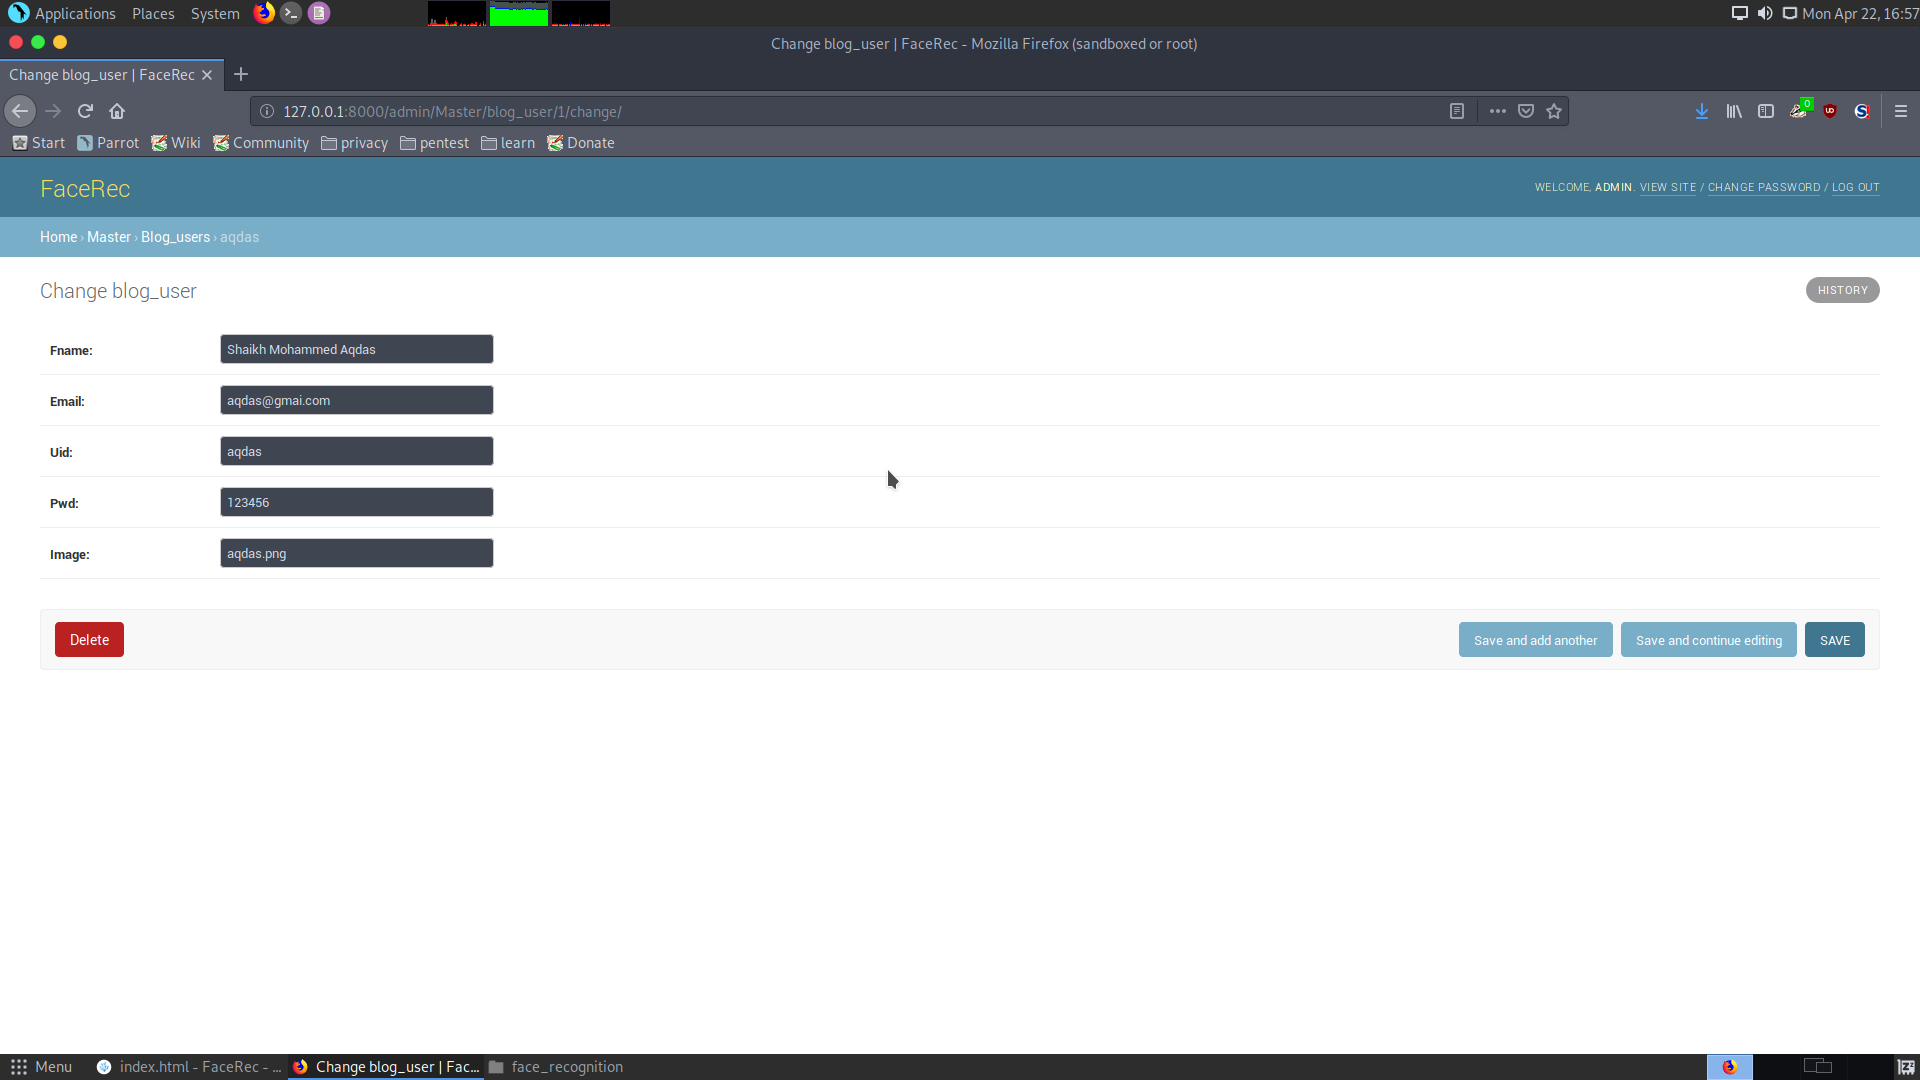 Applications Places System Mon Apr 22, 16:57
Change blog_user | FaceRec - Mozilla Firefox (sandboxed or root)
Change blog_user | FaceRec
127.0.0.1:8000/admin/Master/blog_user/1/change/
0
Start Parrot Wiki Community privacy pentest learn Donate
FaceRec
WELCOME, ADMIN. VIEW SITE / CHANGE PASSWORD / LOG OUT
Home › Master › Blog_users › aqdas
Change blog_user
HISTORY
Fname: Shaikh Mohammed Aqdas
Email: aqdas@gmai.com
Uid: aqdas
Pwd: 123456
Image: aqdas.png
Delete Save and add another Save and continue editing SAVE
Menu index.html - FaceRec - ... Change blog_user | Fac... face_recognition